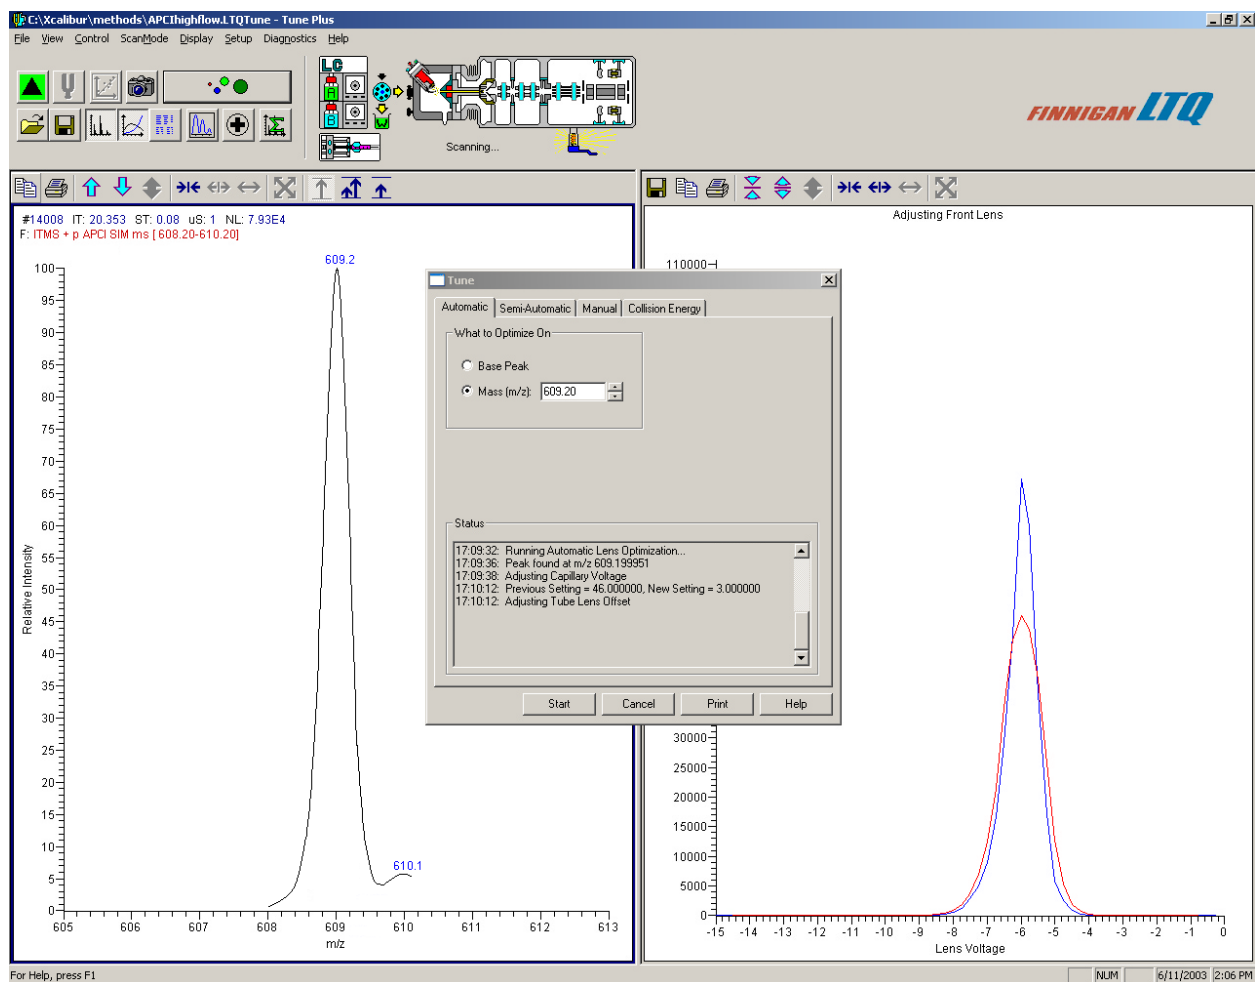 C:\Xcalibur\methods\APCIhighflow.LTQTune - Tune Plus
File View Control ScanMode Display Setup Diagnostics Help
LC
A
B
Scanning...
FINNIGAN LTQ
#14008 IT: 20.353 ST: 0.08 uS: 1 NL: 7.93E4
F: ITMS + p APCI SIM ms [ 608.20-610.20]
609.2
610.1
100
95
90
85
80
75
70
65
60
55
50
45
40
35
30
25
20
15
10
5
0
Relative Intensity
605 606 607 608 609 610 611 612 613
m/z
Tune
Automatic Semi-Automatic Manual Collision Energy
What to Optimize On
Base Peak
Mass (m/z): 609.20
Status
17:09:32: Running Automatic Lens Optimization...
17:09:36: Peak found at m/z 609.199951
17:09:38: Adjusting Capillary Voltage
17:10:12: Previous Setting = 46.000000, New Setting = 3.000000
17:10:12: Adjusting Tube Lens Offset
Start Cancel Print Help
Adjusting Front Lens
110000
30000
25000
20000
15000
10000
5000
0
-15 -14 -13 -12 -11 -10 -9 -8 -7 -6 -5 -4 -3 -2 -1 0
Lens Voltage
For Help, press F1
NUM 6/11/2003 2:06 PM